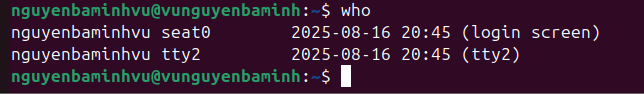 nguyenbaminhvu@vunguyenbaminh:~$ who
nguyenbaminhvu seat0        2025-08-16 20:45 (login screen)
nguyenbaminhvu tty2         2025-08-16 20:45 (tty2)
nguyenbaminhvu@vunguyenbaminh:~$